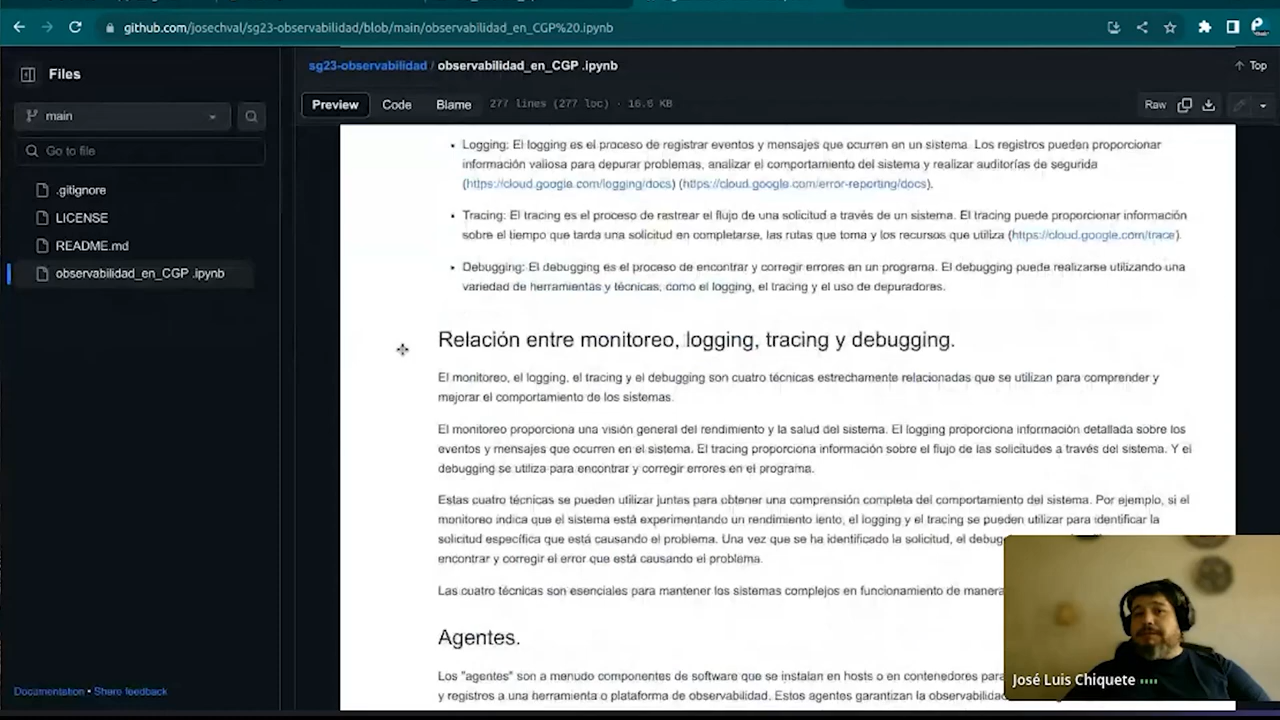 github.com/josechval/sg23-observabilidad/blob/main/observabilidad_en_CGP%20.ipynb
Files
sg23-observabilidad / observabilidad_en_CGP .ipynb
Top
main
Preview
Code
Blame
277 lines (277 loc) · 16.6 KB
Raw
Go to file
.gitignore
LICENSE
README.md
observabilidad_en_CGP .ipynb
• Logging: El logging es el proceso de registrar eventos y mensajes que ocurren en un sistema. Los registros pueden proporcionar
información valiosa para depurar problemas, analizar el comportamiento del sistema y realizar auditorías de segurida
(https://cloud.google.com/logging/docs) (https://cloud.google.com/error-reporting/docs).
• Tracing: El tracing es el proceso de rastrear el flujo de una solicitud a través de un sistema. El tracing puede proporcionar información
sobre el tiempo que tarda una solicitud en completarse, las rutas que toma y los recursos que utiliza (https://cloud.google.com/trace).
• Debugging: El debugging es el proceso de encontrar y corregir errores en un programa. El debugging puede realizarse utilizando una
variedad de herramientas y técnicas, como el logging, el tracing y el uso de depuradores.
Relación entre monitoreo, logging, tracing y debugging.
El monitoreo, el logging, el tracing y el debugging son cuatro técnicas estrechamente relacionadas que se utilizan para comprender y
mejorar el comportamiento de los sistemas.
El monitoreo proporciona una visión general del rendimiento y la salud del sistema. El logging proporciona información detallada sobre los
eventos y mensajes que ocurren en el sistema. El tracing proporciona información sobre el flujo de las solicitudes a través del sistema. Y el
debugging se utiliza para encontrar y corregir errores en el programa.
Estas cuatro técnicas se pueden utilizar juntas para obtener una comprensión completa del comportamiento del sistema. Por ejemplo, si el
monitoreo indica que el sistema está experimentando un rendimiento lento, el logging y el tracing se pueden utilizar para identificar la
solicitud específica que está causando el problema. Una vez que se ha identificado la solicitud, el debug
encontrar y corregir el error que está causando el problema.
Las cuatro técnicas son esenciales para mantener los sistemas complejos en funcionamiento de manera
Agentes.
Los "agentes" son a menudo componentes de software que se instalan en hosts o en contenedores para
y registros a una herramienta o plataforma de observabilidad. Estos agentes garantizan la observabilidad
Documentation • Share feedback
José Luis Chiquete